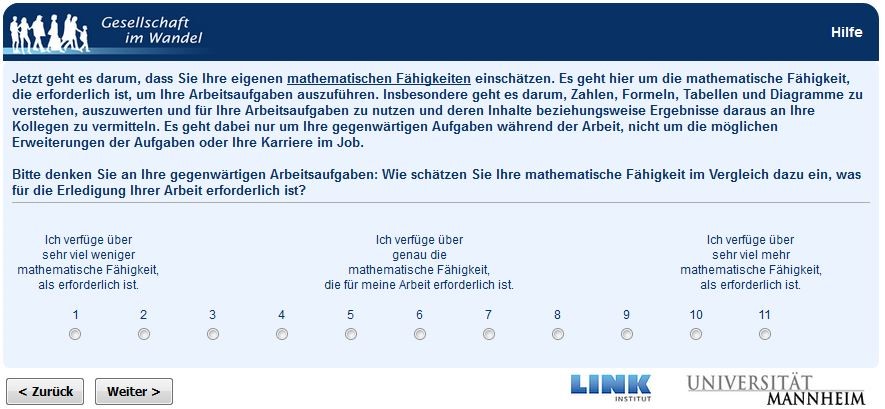 Gesellschaft
im Wandel
Hilfe
Jetzt geht es darum, dass Sie Ihre eigenen mathematischen Fähigkeiten einschätzen. Es geht hier um die mathematische Fähigkeit,
die erforderlich ist, um Ihre Arbeitsaufgaben auszuführen. Insbesondere geht es darum, Zahlen, Formeln, Tabellen und Diagramme zu
verstehen, auszuwerten und für Ihre Arbeitsaufgaben zu nutzen und deren Inhalte beziehungsweise Ergebnisse daraus an Ihre
Kollegen zu vermitteln. Es geht dabei nur um Ihre gegenwärtigen Aufgaben während der Arbeit, nicht um die möglichen
Erweiterungen der Aufgaben oder Ihre Karriere im Job.
Bitte denken Sie an Ihre gegenwärtigen Arbeitsaufgaben: Wie schätzen Sie Ihre mathematische Fähigkeit im Vergleich dazu ein, was
für die Erledigung Ihrer Arbeit erforderlich ist?
Ich verfüge über
sehr viel weniger
mathematische Fähigkeit,
als erforderlich ist.
Ich verfüge über
genau die
mathematische Fähigkeit,
die für meine Arbeit erforderlich ist.
Ich verfüge über
sehr viel mehr
mathematische Fähigkeit,
als erforderlich ist.
1 2 3 4 5 6 7 8 9 10 11
< Zurück Weiter >
LINK
INSTITUT
UNIVERSITÄT
MANNHEIM